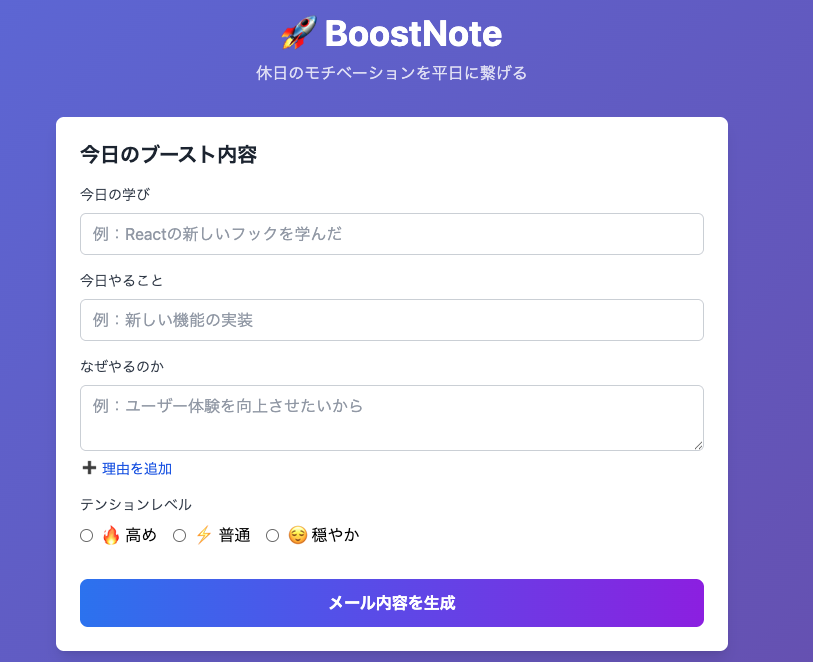 🚀 BoostNote
休日のモチベーションを平日に繋げる
今日のブースト内容
今日の学び
例：Reactの新しいフックを学んだ
今日やること
例：新しい機能の実装
なぜやるのか
例：ユーザー体験を向上させたいから
➕ 理由を追加
テンションレベル
🔥 高め ⚡ 普通 😌 穏やか
メール内容を生成